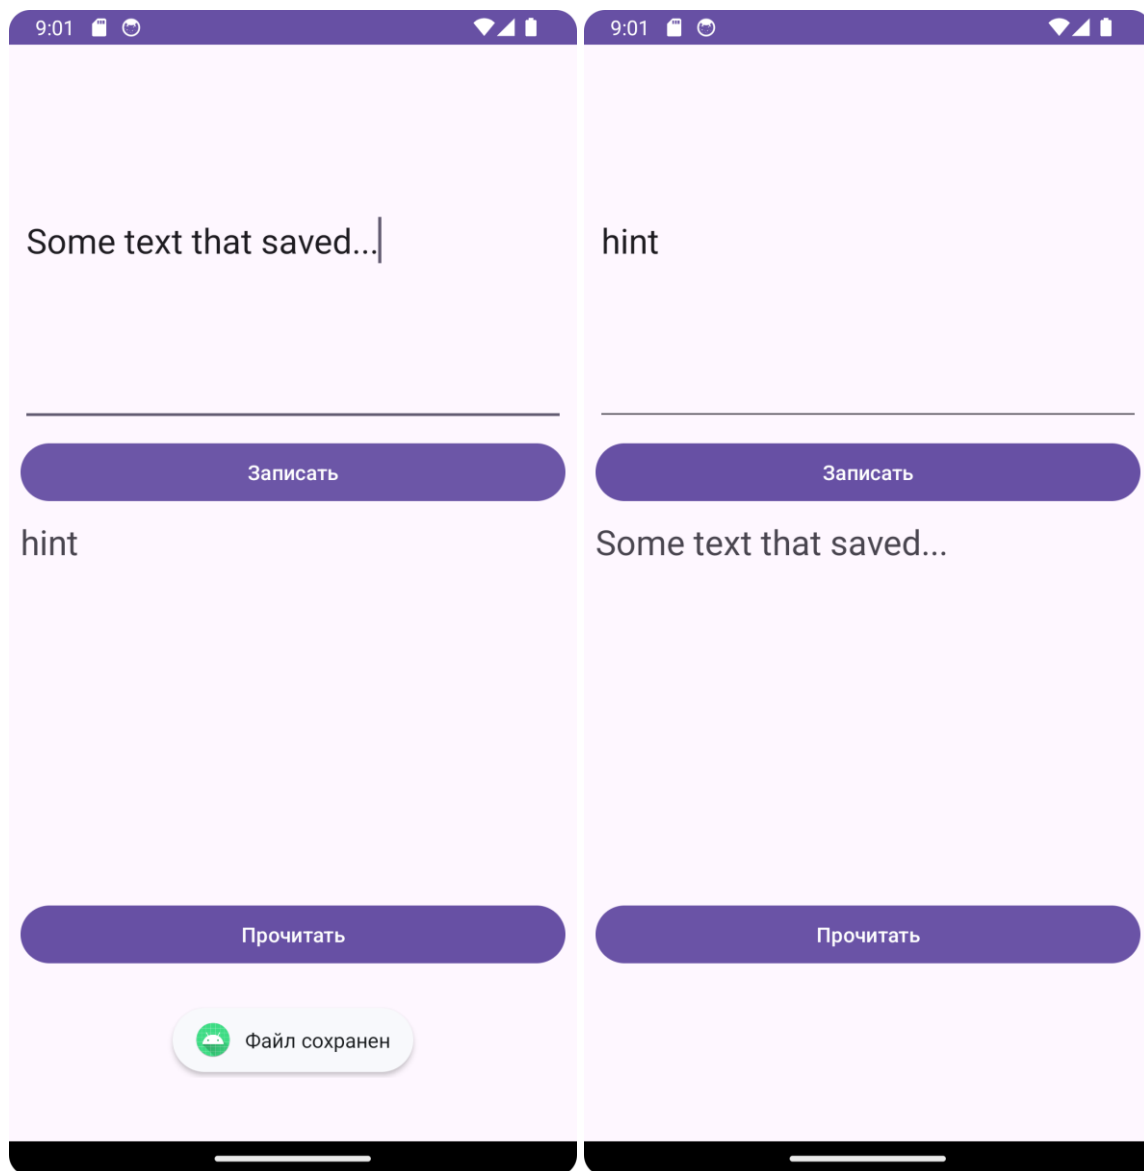 9:01
Some text that saved...
Записать
hint
Прочитать
Файл сохранен
9:01
hint
Записать
Some text that saved...
Прочитать